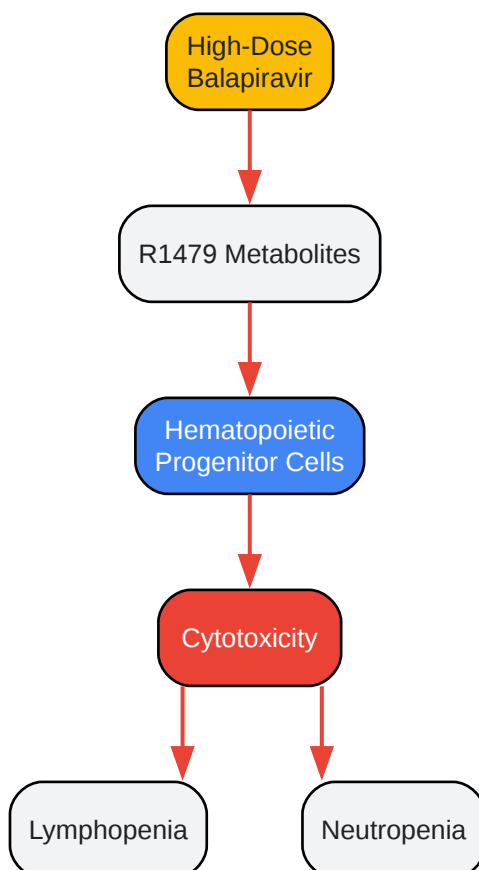 High-Dose
Balapiravir
R1479 Metabolites
Hematopoietic
Progenitor Cells
Cytotoxicity
Lymphopenia
Neutropenia